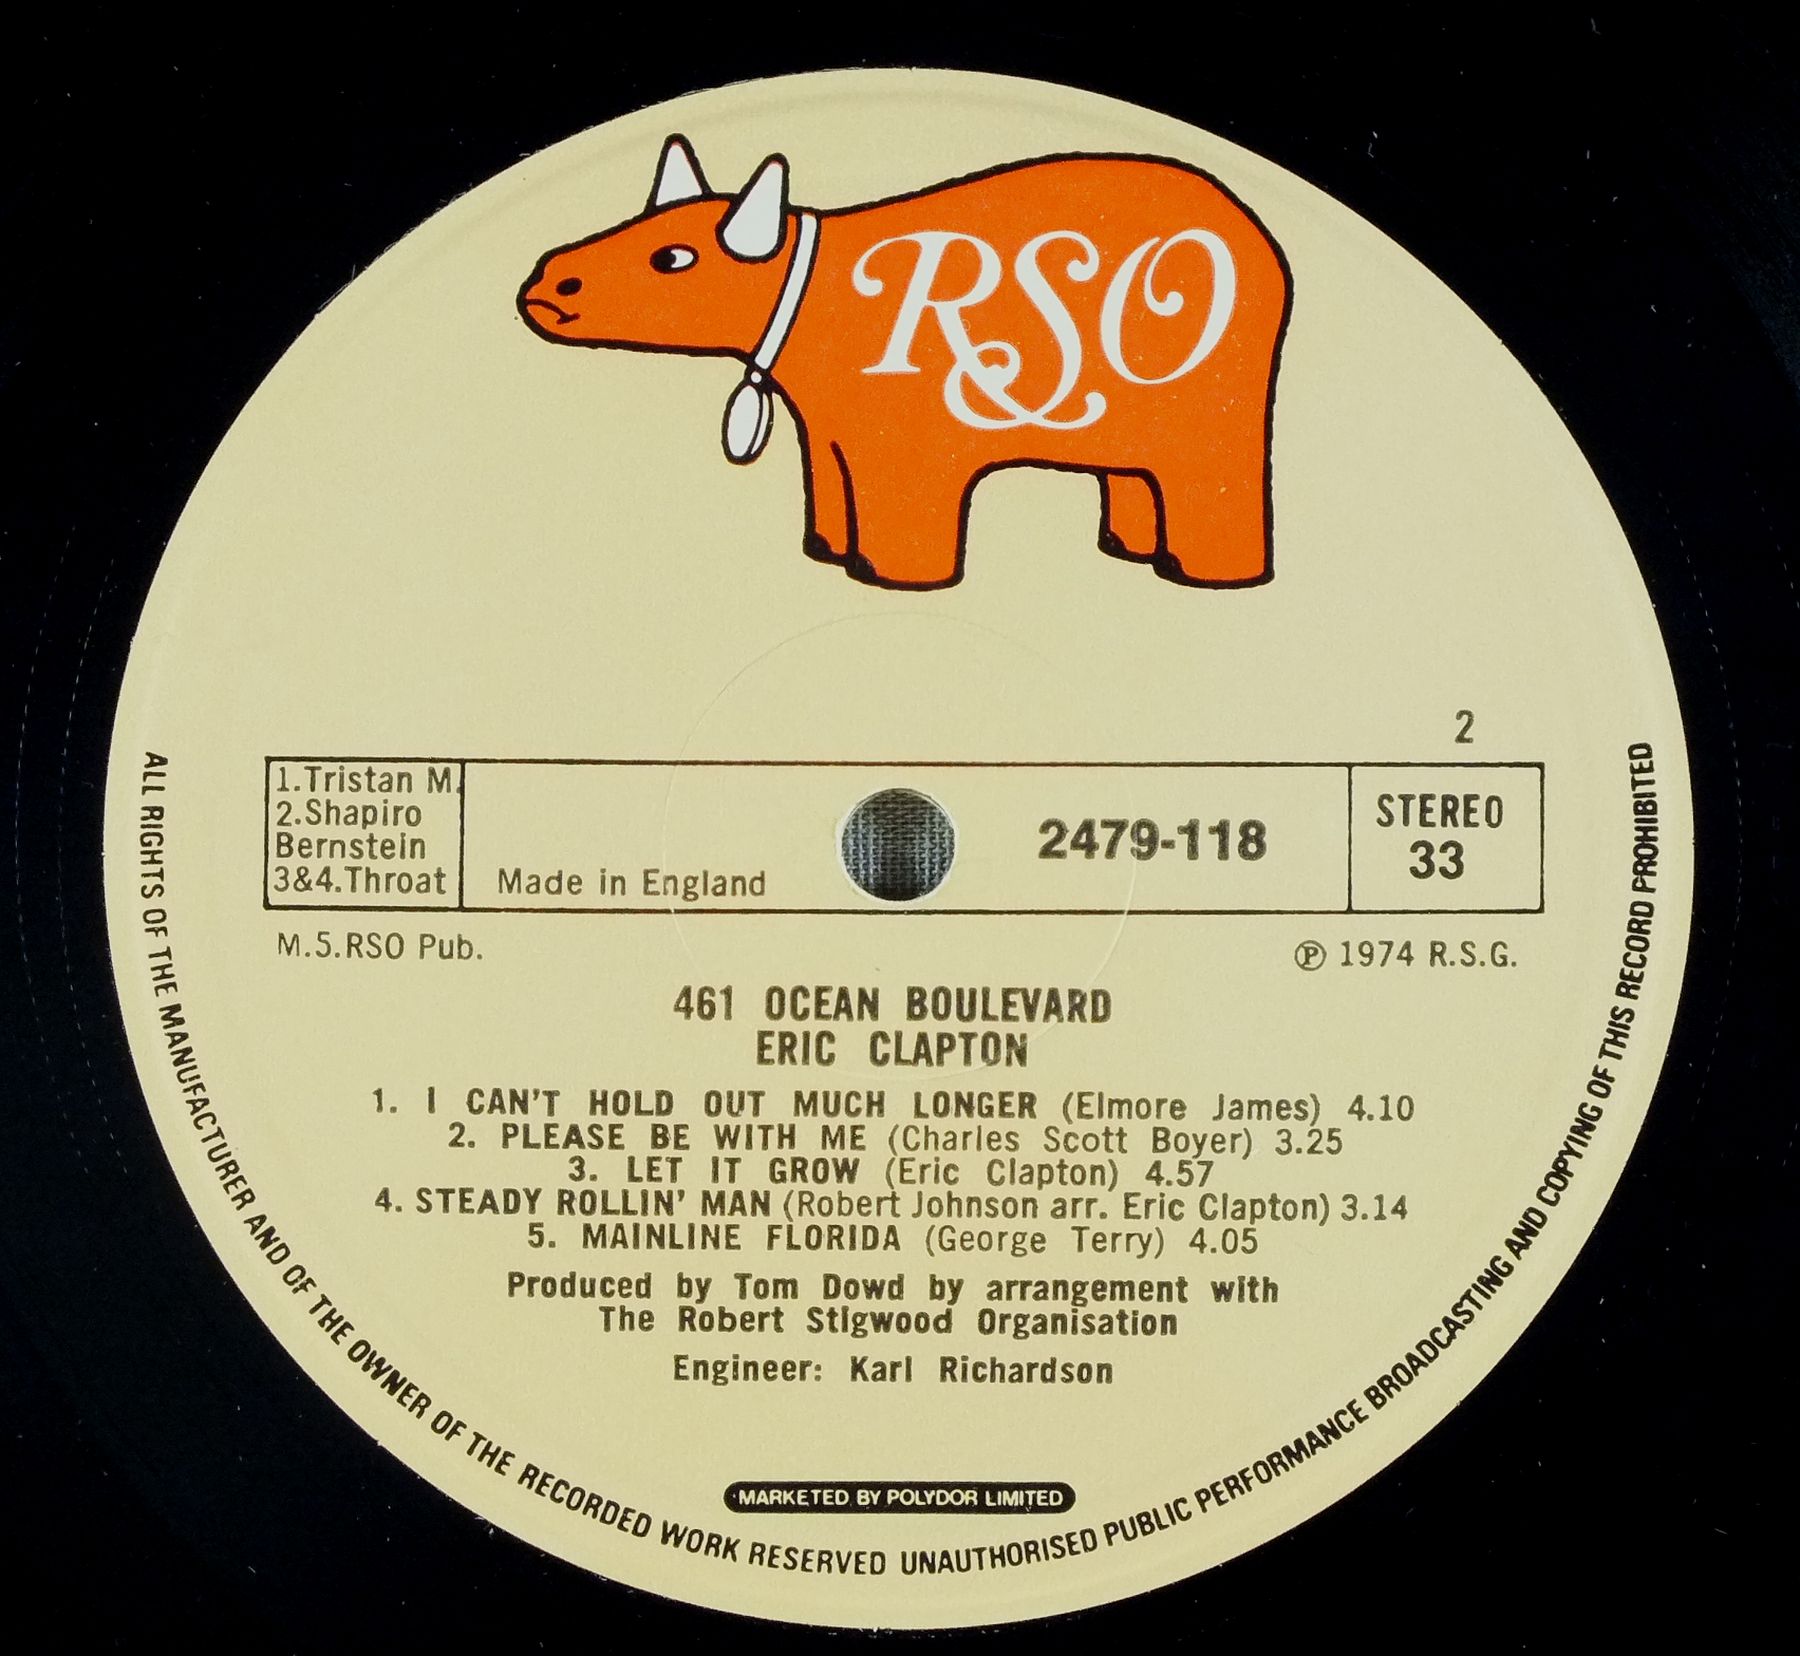 RSO
2
1.Tristan M.
2.Shapiro
Bernstein
3&4.Throat
Made in England
2479-118
STEREO
33
M.5.RSO Pub.
℗ 1974 R.S.G.
461 OCEAN BOULEVARD
ERIC CLAPTON
1. I CAN'T HOLD OUT MUCH LONGER (Elmore James) 4.10
2. PLEASE BE WITH ME (Charles Scott Boyer) 3.25
3. LET IT GROW (Eric Clapton) 4.57
4. STEADY ROLLIN' MAN (Robert Johnson arr. Eric Clapton) 3.14
5. MAINLINE FLORIDA (George Terry) 4.05
Produced by Tom Dowd by arrangement with
The Robert Stigwood Organisation
Engineer: Karl Richardson
MARKETED BY POLYDOR LIMITED
ALL RIGHTS OF THE MANUFACTURER AND OF THE OWNER OF THE RECORDED WORK RESERVED UNAUTHORISED PUBLIC PERFORMANCE BROADCASTING AND COPYING OF THIS RECORD PROHIBITED